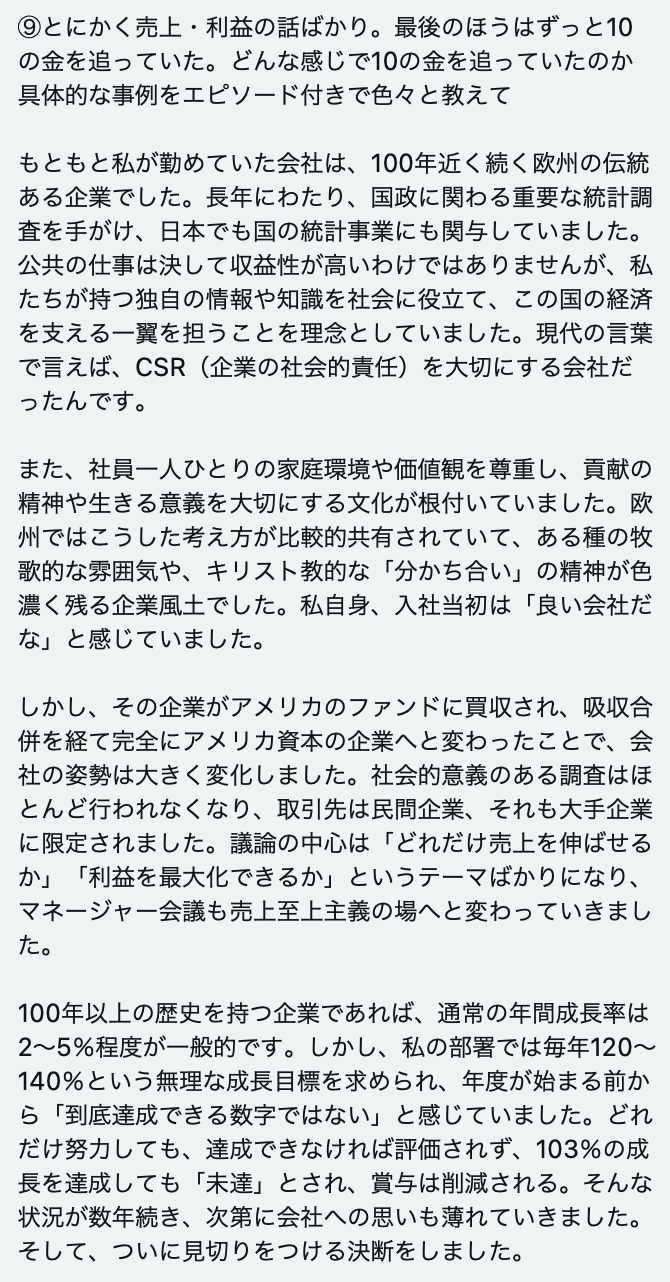 ⑨とにかく売上・利益の話ばかり。最後のほうはずっと10
の金を追っていた。どんな感じで10の金を追っていたのか
具体的な事例をエピソード付きで色々と教えて
もともと私が勤めていた会社は、100年近く続く欧州の伝統
ある企業でした。長年にわたり、国政に関わる重要な統計調
査を手がけ、日本でも国の統計事業にも関与していました。
公共の仕事は決して収益性が高いわけではありませんが、私
たちが持つ独自の情報や知識を社会に役立て、この国の経済
を支える一翼を担うことを理念としていました。現代の言葉
で言えば、CSR（企業の社会的責任）を大切にする会社だ
ったんです。
また、社員一人ひとりの家庭環境や価値観を尊重し、貢献の
精神や生きる意義を大切にする文化が根付いていました。欧
州ではこうした考え方が比較的共有されていて、ある種の牧
歌的な雰囲気や、キリスト教的な「分かち合い」の精神が色
濃く残る企業風土でした。私自身、入社当初は「良い会社だ
な」と感じていました。
しかし、その企業がアメリカのファンドに買収され、吸収合
併を経て完全にアメリカ資本の企業へと変わったことで、会
社の姿勢は大きく変化しました。社会的意義のある調査はほ
とんど行われなくなり、取引先は民間企業、それも大手企業
に限定されました。議論の中心は「どれだけ売上を伸ばせる
か」「利益を最大化できるか」というテーマばかりになり、
マネージャー会議も売上至上主義の場へと変わっていきまし
た。
100年以上の歴史を持つ企業であれば、通常の年間成長率は
2〜5%程度が一般的です。しかし、私の部署では毎年120〜
140%という無理な成長目標を求められ、年度が始まる前か
ら「到底達成できる数字ではない」と感じていました。どれ
だけ努力しても、達成できなければ評価されず、103%の成
長を達成しても「未達」とされ、賞与は削減される。そんな
状況が数年続き、次第に会社への思いも薄れていきました。
そして、ついに見切りをつける決断をしました。